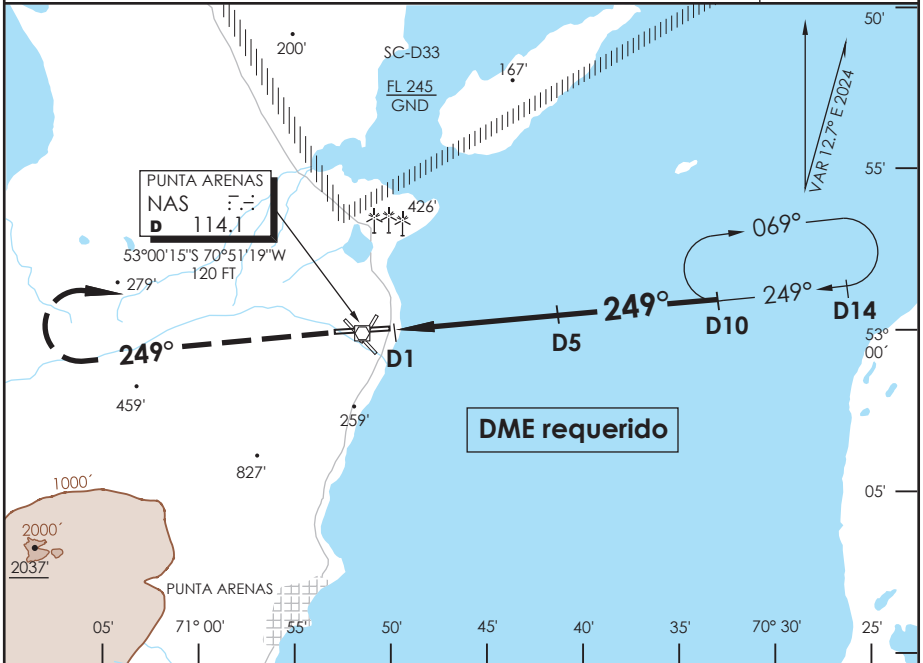 50'
200'
SC-D33
FL 245
GND
167'
VAR 12.7° E 2024
55'
PUNTA ARENAS
NAS
D 114.1
53°00'15"S 70°51'19"W
120 FT
426'
069°
279'
249°
249°
D14
D10
D5
D1
53°
00´
249°
459'
259'
DME requerido
827'
1000´
05'
2000´
2037'
PUNTA ARENAS
05' 71° 00' 55' 50' 45' 40' 35' 70° 30' 25'